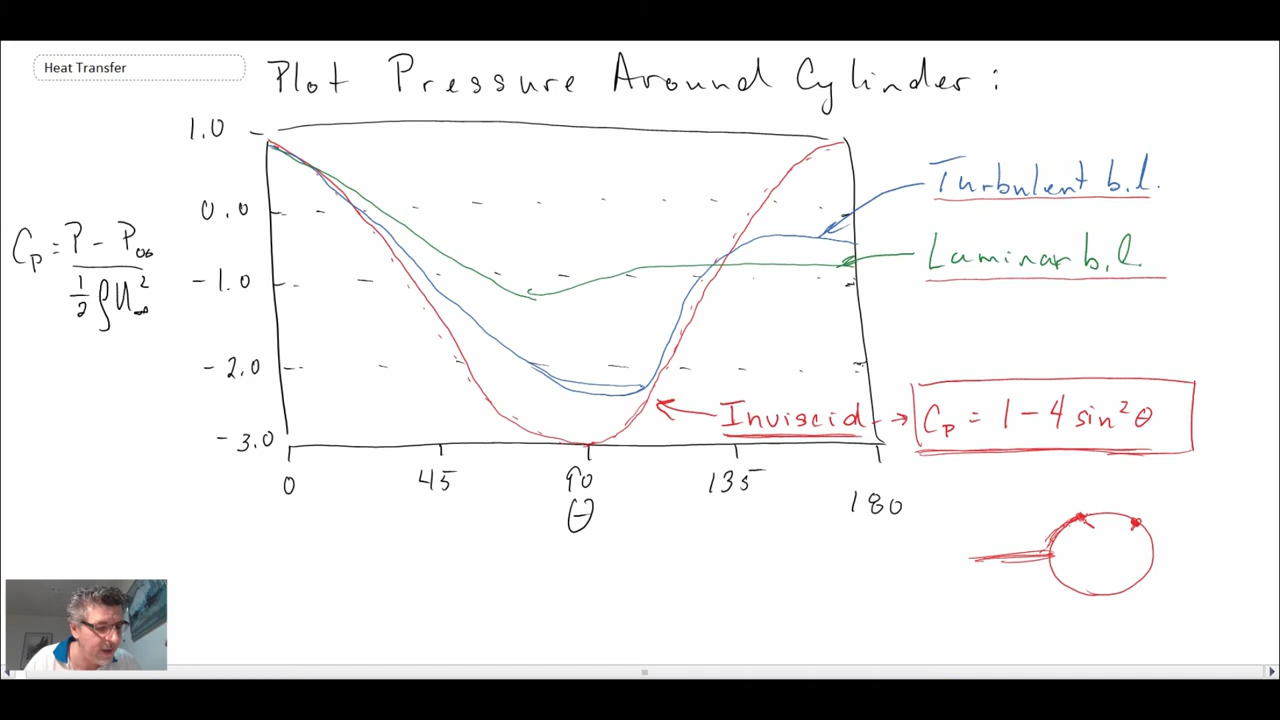 Heat Transfer
Plot Pressure Around Cylinder:
1.0
0.0
-1.0
-2.0
-3.0
Cp = P - P∞
1/2 ρ U∞²
Turbulent b.l.
Laminar b.l.
Inviscid → Cp = 1 - 4 sin²θ
0 45 90 135 180
θ